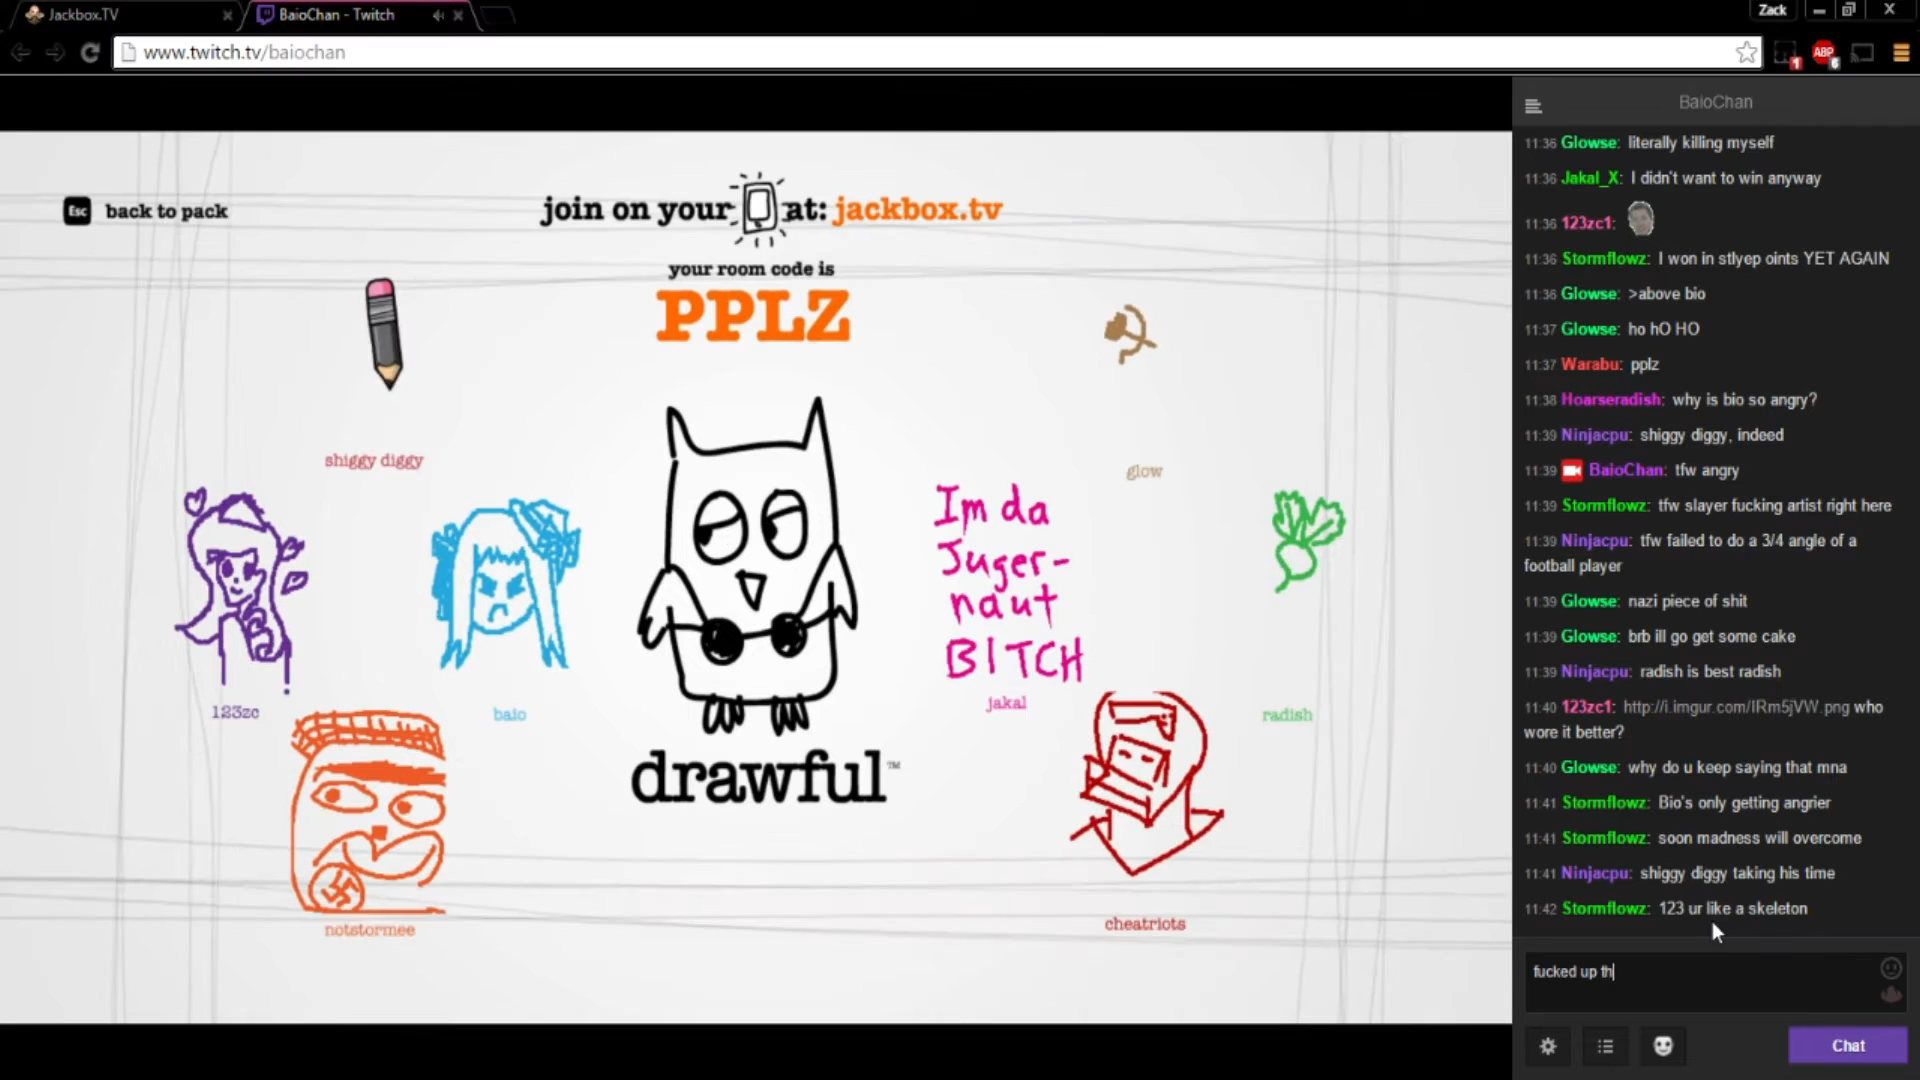 Jackbox.TV
BaioChan - Twitch
Zack
www.twitch.tv/baiochan
1
ABP
6
Esc
back to pack
join on your at: jackbox.tv
your room code is
PPLZ
shiggy diggy
glow
Im da
Juger-
naut
BITCH
jakal
123zc
baio
radish
drawful™
notstormee
cheatriots
BaioChan
11:36 Glowse: literally killing myself
11:36 Jakal_X: I didn't want to win anyway
11:36 123zc1:
11:36 Stormflowz: I won in stlyep oints YET AGAIN
11:36 Glowse: >above bio
11:37 Glowse: ho hO HO
11:37 Warabu: pplz
11:38 Hoarseradish: why is bio so angry?
11:39 Ninjacpu: shiggy diggy, indeed
11:39 BaioChan: tfw angry
11:39 Stormflowz: tfw slayer fucking artist right here
11:39 Ninjacpu: tfw failed to do a 3/4 angle of a
football player
11:39 Glowse: nazi piece of shit
11:39 Glowse: brb ill go get some cake
11:39 Ninjacpu: radish is best radish
11:40 123zc1: http://i.imgur.com/IRm5jVW.png who
wore it better?
11:40 Glowse: why do u keep saying that mna
11:41 Stormflowz: Bio's only getting angrier
11:41 Stormflowz: soon madness will overcome
11:41 Ninjacpu: shiggy diggy taking his time
11:42 Stormflowz: 123 ur like a skeleton
fucked up th
Chat